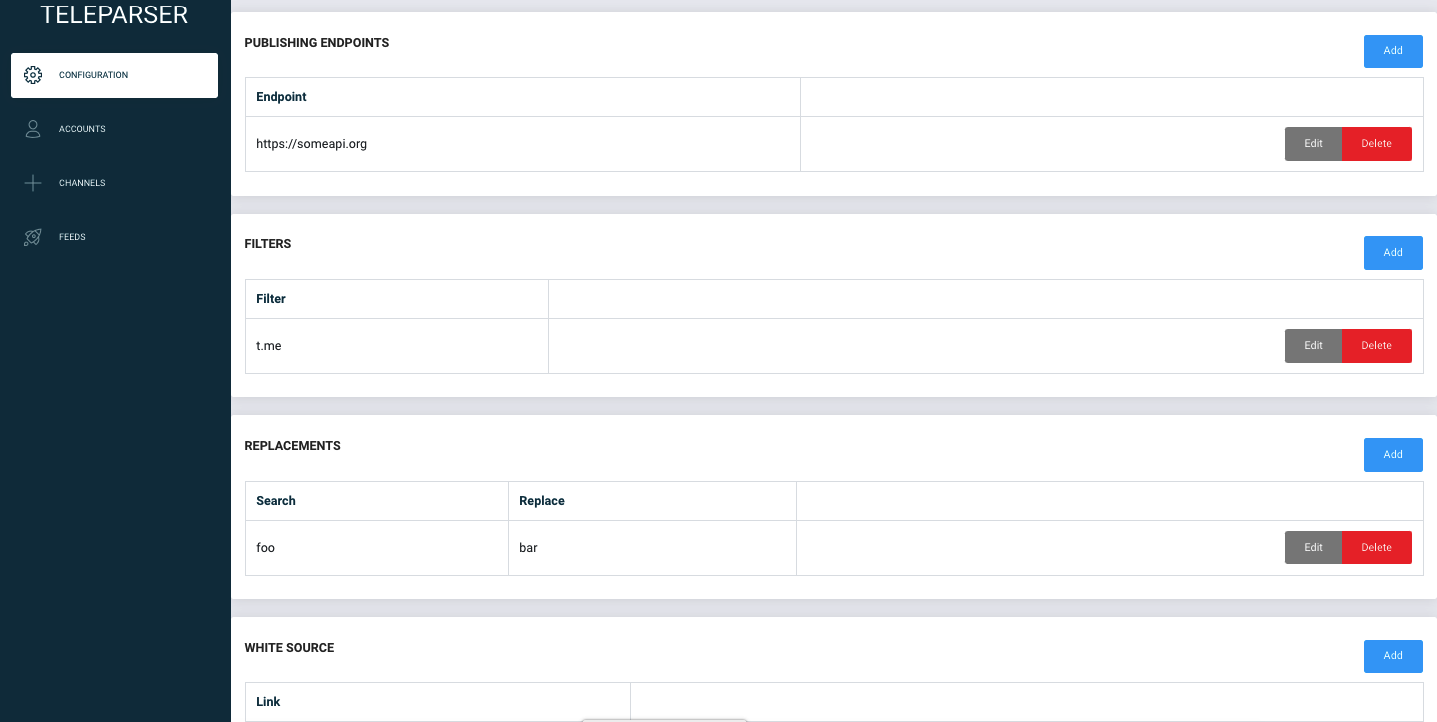 TELEPARSER
CONFIGURATION
ACCOUNTS
CHANNELS
FEEDS
PUBLISHING ENDPOINTS
Add
Endpoint
https://someapi.org
Edit Delete
FILTERS
Add
Filter
t.me
Edit Delete
REPLACEMENTS
Add
Search Replace
foo bar
Edit Delete
WHITE SOURCE
Add
Link